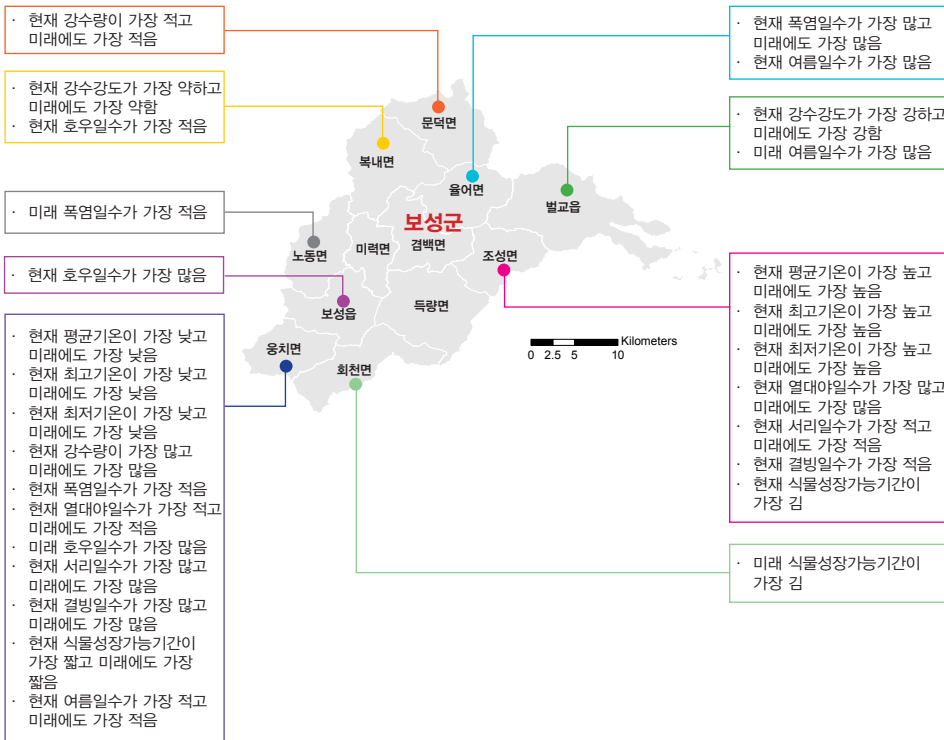 · 현재 강수량이 가장 적고
미래에도 가장 적음
· 현재 강수강도가 가장 약하고
미래에도 가장 약함
· 현재 호우일수가 가장 적음
· 미래 폭염일수가 가장 적음
· 현재 호우일수가 가장 많음
· 현재 평균기온이 가장 낮고
미래에도 가장 낮음
· 현재 최고기온이 가장 낮고
미래에도 가장 낮음
· 현재 최저기온이 가장 낮고
미래에도 가장 낮음
· 현재 강수량이 가장 많고
미래에도 가장 많음
· 현재 폭염일수가 가장 적음
· 현재 열대야일수가 가장 적고
미래에도 가장 적음
· 미래 호우일수가 가장 많음
· 현재 서리일수가 가장 많고
미래에도 가장 많음
· 현재 결빙일수가 가장 많고
미래에도 가장 많음
· 현재 식물성장가능기간이
가장 짧고 미래에도 가장
짧음
· 현재 여름일수가 가장 적고
미래에도 가장 적음
문덕면
복내면
율어면
벌교읍
보성군
노동면
미력면
겸백면
조성면
보성읍
득량면
웅치면
회천면
Kilometers
0 2.5 5 10
· 현재 폭염일수가 가장 많고
미래에도 가장 많음
· 현재 여름일수가 가장 많음
· 현재 강수강도가 가장 강하고
미래에도 가장 강함
· 미래 여름일수가 가장 많음
· 현재 평균기온이 가장 높고
미래에도 가장 높음
· 현재 최고기온이 가장 높고
미래에도 가장 높음
· 현재 최저기온이 가장 높고
미래에도 가장 높음
· 현재 열대야일수가 가장 많고
미래에도 가장 많음
· 현재 서리일수가 가장 적고
미래에도 가장 적음
· 현재 결빙일수가 가장 적음
· 현재 식물성장가능기간이
가장 김
· 미래 식물성장가능기간이
가장 김